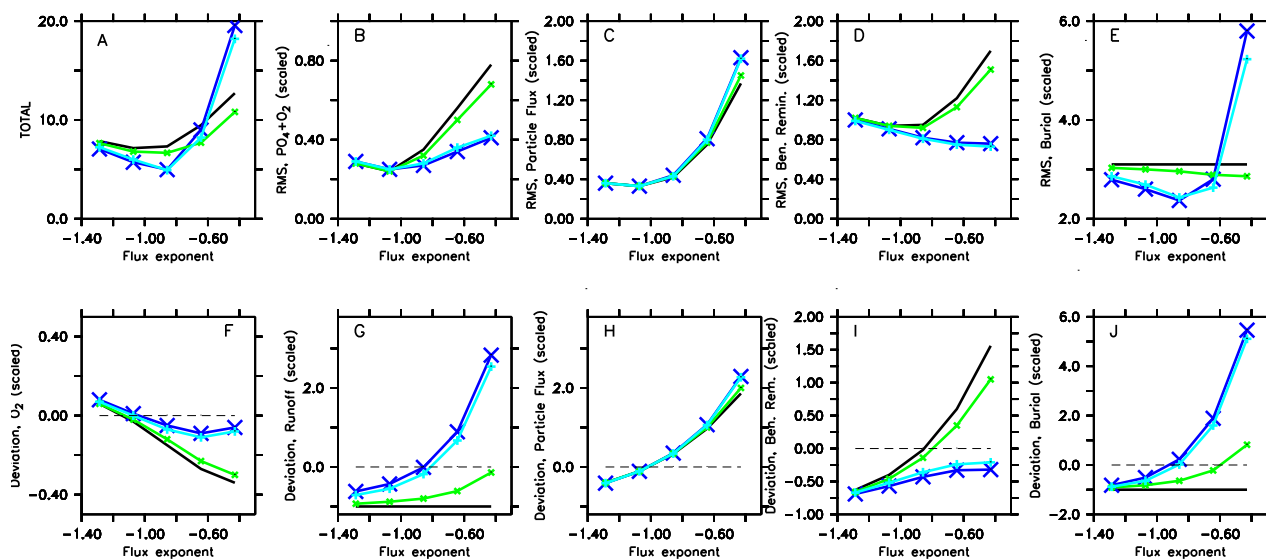 A
TOTAL
20.0
10.0
0.0
−1.40
−1.00
−0.60
Flux exponent
B
RMS, PO4+O2 (scaled)
0.80
0.40
0.00
−1.40
−1.00
−0.60
Flux exponent
C
RMS, Particle Flux (scaled)
2.00
1.60
1.20
0.80
0.40
0.00
−1.40
−1.00
−0.60
Flux exponent
D
RMS, Ben. Remin. (scaled)
2.00
1.60
1.20
0.80
0.40
0.00
−1.40
−1.00
−0.60
Flux exponent
E
RMS, Burial (scaled)
6.0
4.0
2.0
−1.40
−1.00
−0.60
Flux exponent
F
Deviation, O2 (scaled)
0.40
0.00
−0.40
−1.40
−1.00
−0.60
Flux exponent
G
Deviation, Runoff (scaled)
2.0
0.0
−1.40
−1.00
−0.60
Flux exponent
H
Deviation, Particle Flux (scaled)
2.0
0.0
−1.40
−1.00
−0.60
Flux exponent
I
Deviation, Ben. Rem. (scaled)
2.00
1.50
1.00
0.50
0.00
−0.50
−1.00
−1.40
−1.00
−0.60
Flux exponent
J
Deviation, Burial (scaled)
6.0
5.0
4.0
3.0
2.0
1.0
0.0
−1.0
−2.0
−1.40
−1.00
−0.60
Flux exponent